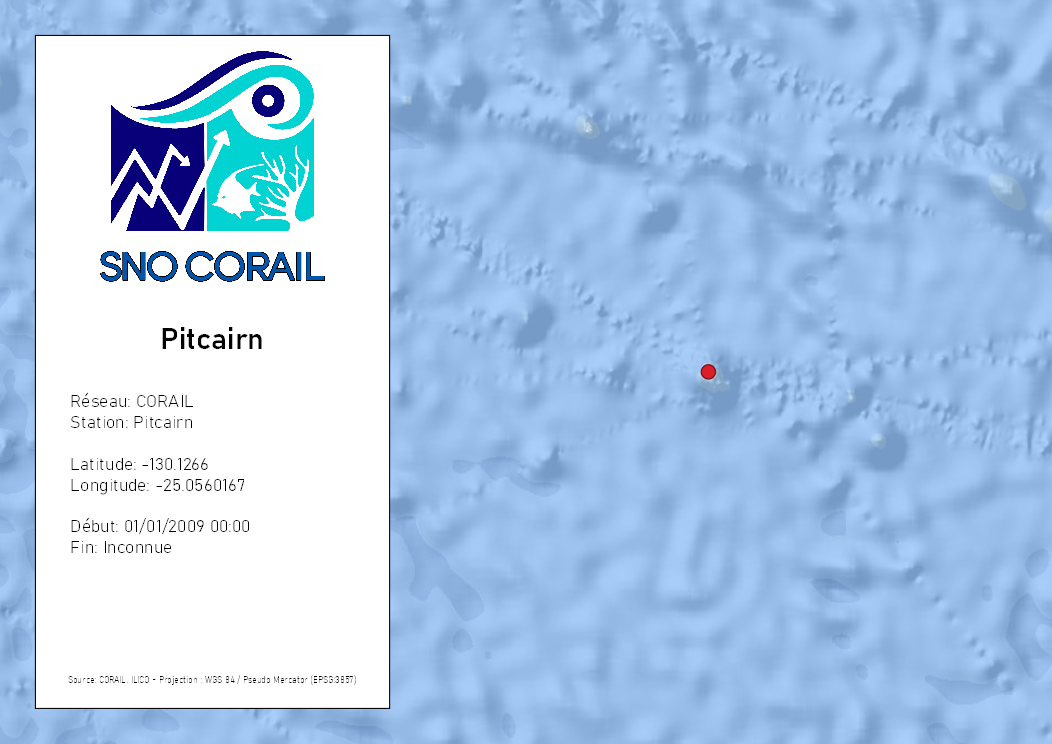 SNO CORAIL
Pitcairn
Réseau: CORAIL
Station: Pitcairn
Latitude: -130.1266
Longitude: -25.0560167
Début: 01/01/2009 00:00
Fin: Inconnue
Source: CORAIL, ILICO - Projection : WGS 84 / Pseudo Mercator (EPSG:3857)